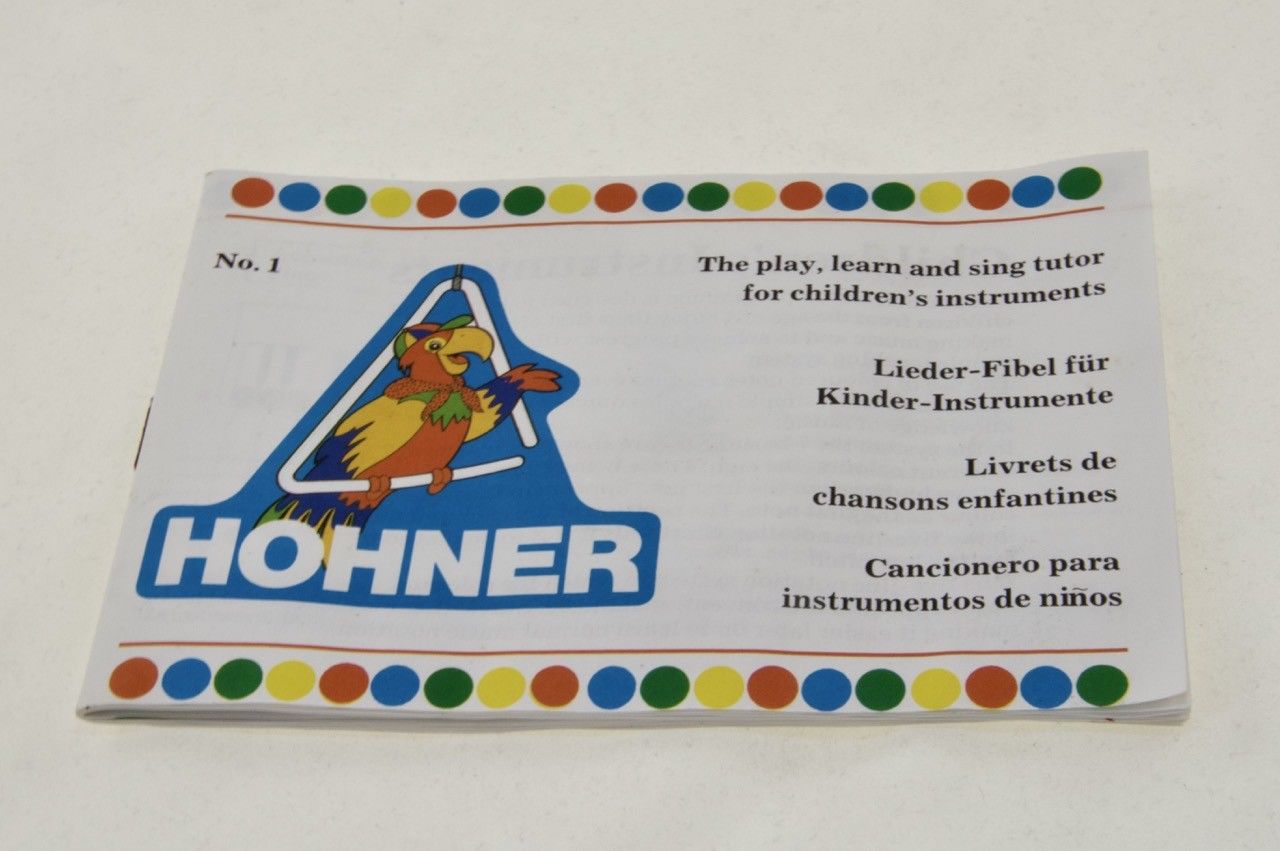 No. 1
The play, learn and sing tutor
for children's instruments
Lieder-Fibel für
Kinder-Instrumente
Livrets de
chansons enfantines
Cancionero para
instrumentos de niños
HOHNER